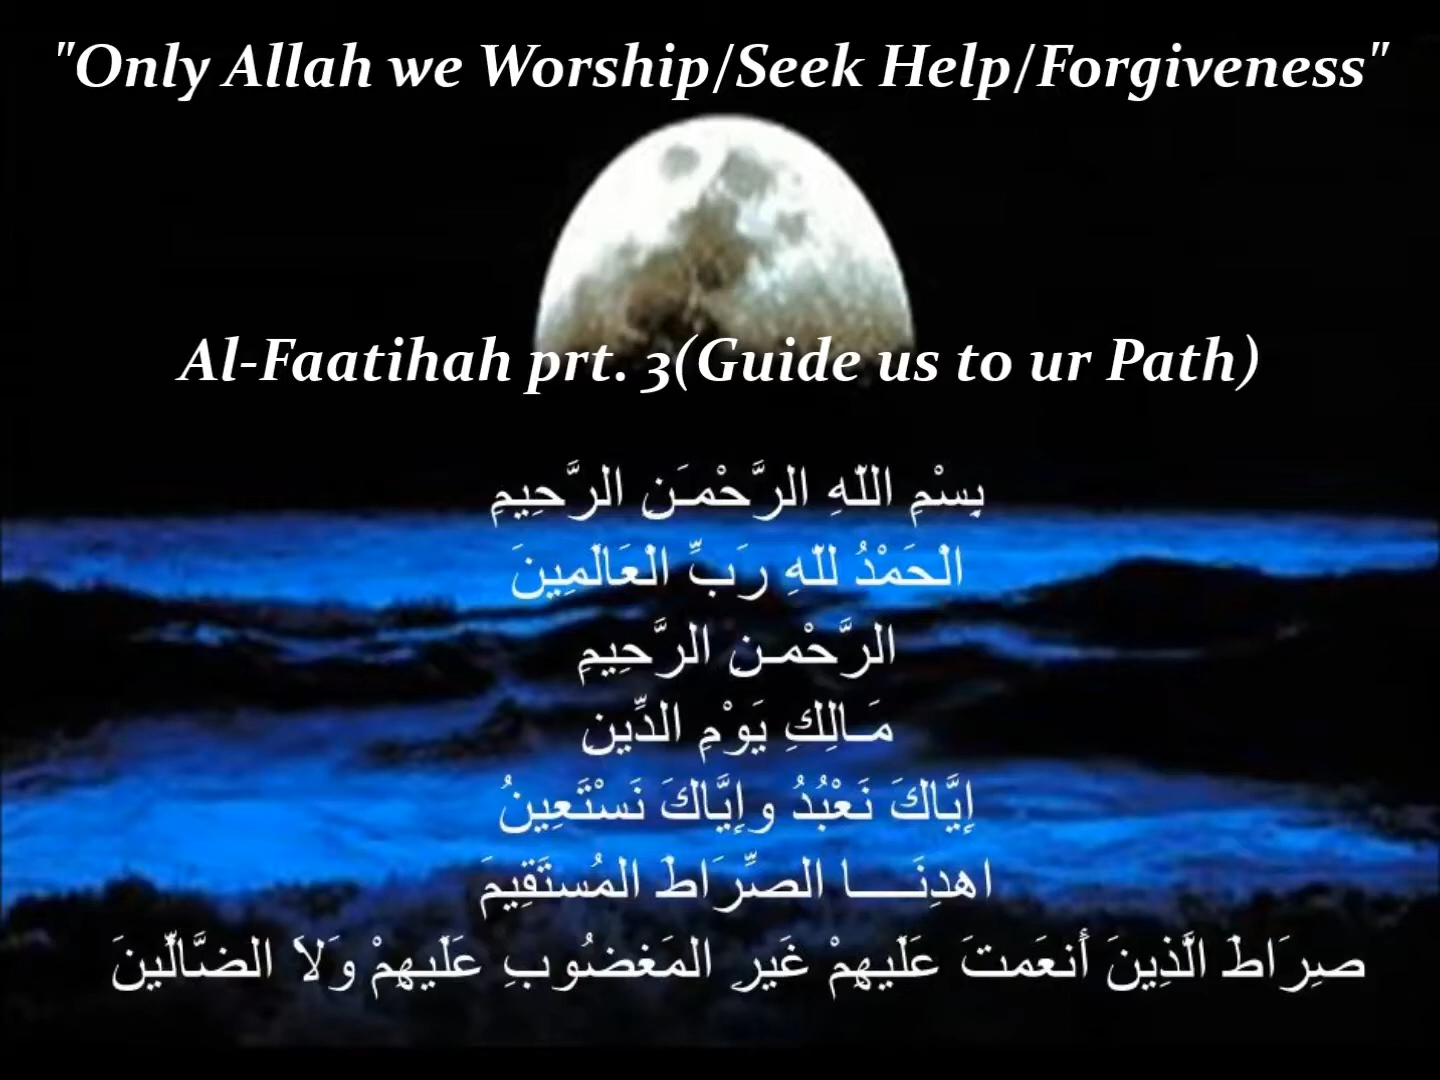 "Only Allah we Worship/Seek Help/Forgiveness"
Al-Faatihah prt. 3(Guide us to ur Path)
بِسْمِ اللّهِ الرَّحْمـَنِ الرَّحِيمِ
الْحَمْدُ للّهِ رَبِّ الْعَالَمِينَ
الرَّحْمـنِ الرَّحِيمِ
مَـالِكِ يَوْمِ الدِّينِ
إِيَّاكَ نَعْبُدُ وإِيَّاكَ نَسْتَعِينُ
اهدِنَــــا الصِّرَاطَ المُستَقِيمَ
صِرَاطَ الَّذِينَ أَنعَمتَ عَلَيهِمْ غَيرِ المَغضُوبِ عَلَيهِمْ وَلاَ الضَّالِّينَ